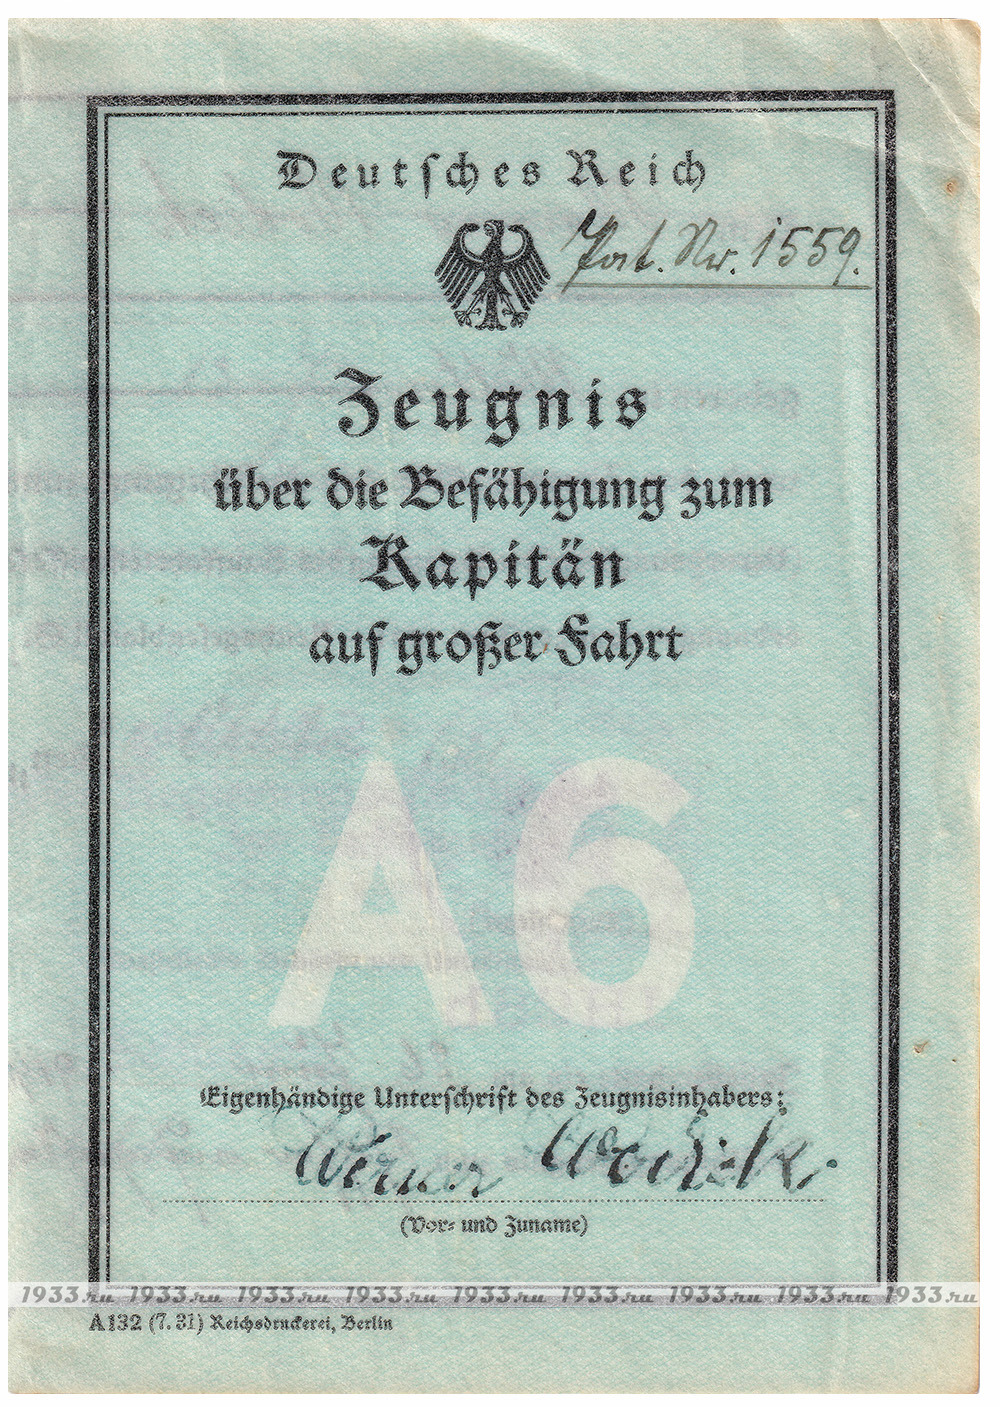 Deutsches Reich
Pat. Nr. 1559.
Zeugnis
über die Befähigung zum
Kapitän
auf großer Fahrt
A6
Eigenhändige Unterschrift des Zeugnisinhabers:
Werner
(Vor- und Zuname)
1933.ru 1933.ru 1933.ru 1933.ru 1933.ru 1933.ru 1933.ru 1933.ru 1933.ru
A132 (7. 31) Reichsdruckerei, Berlin